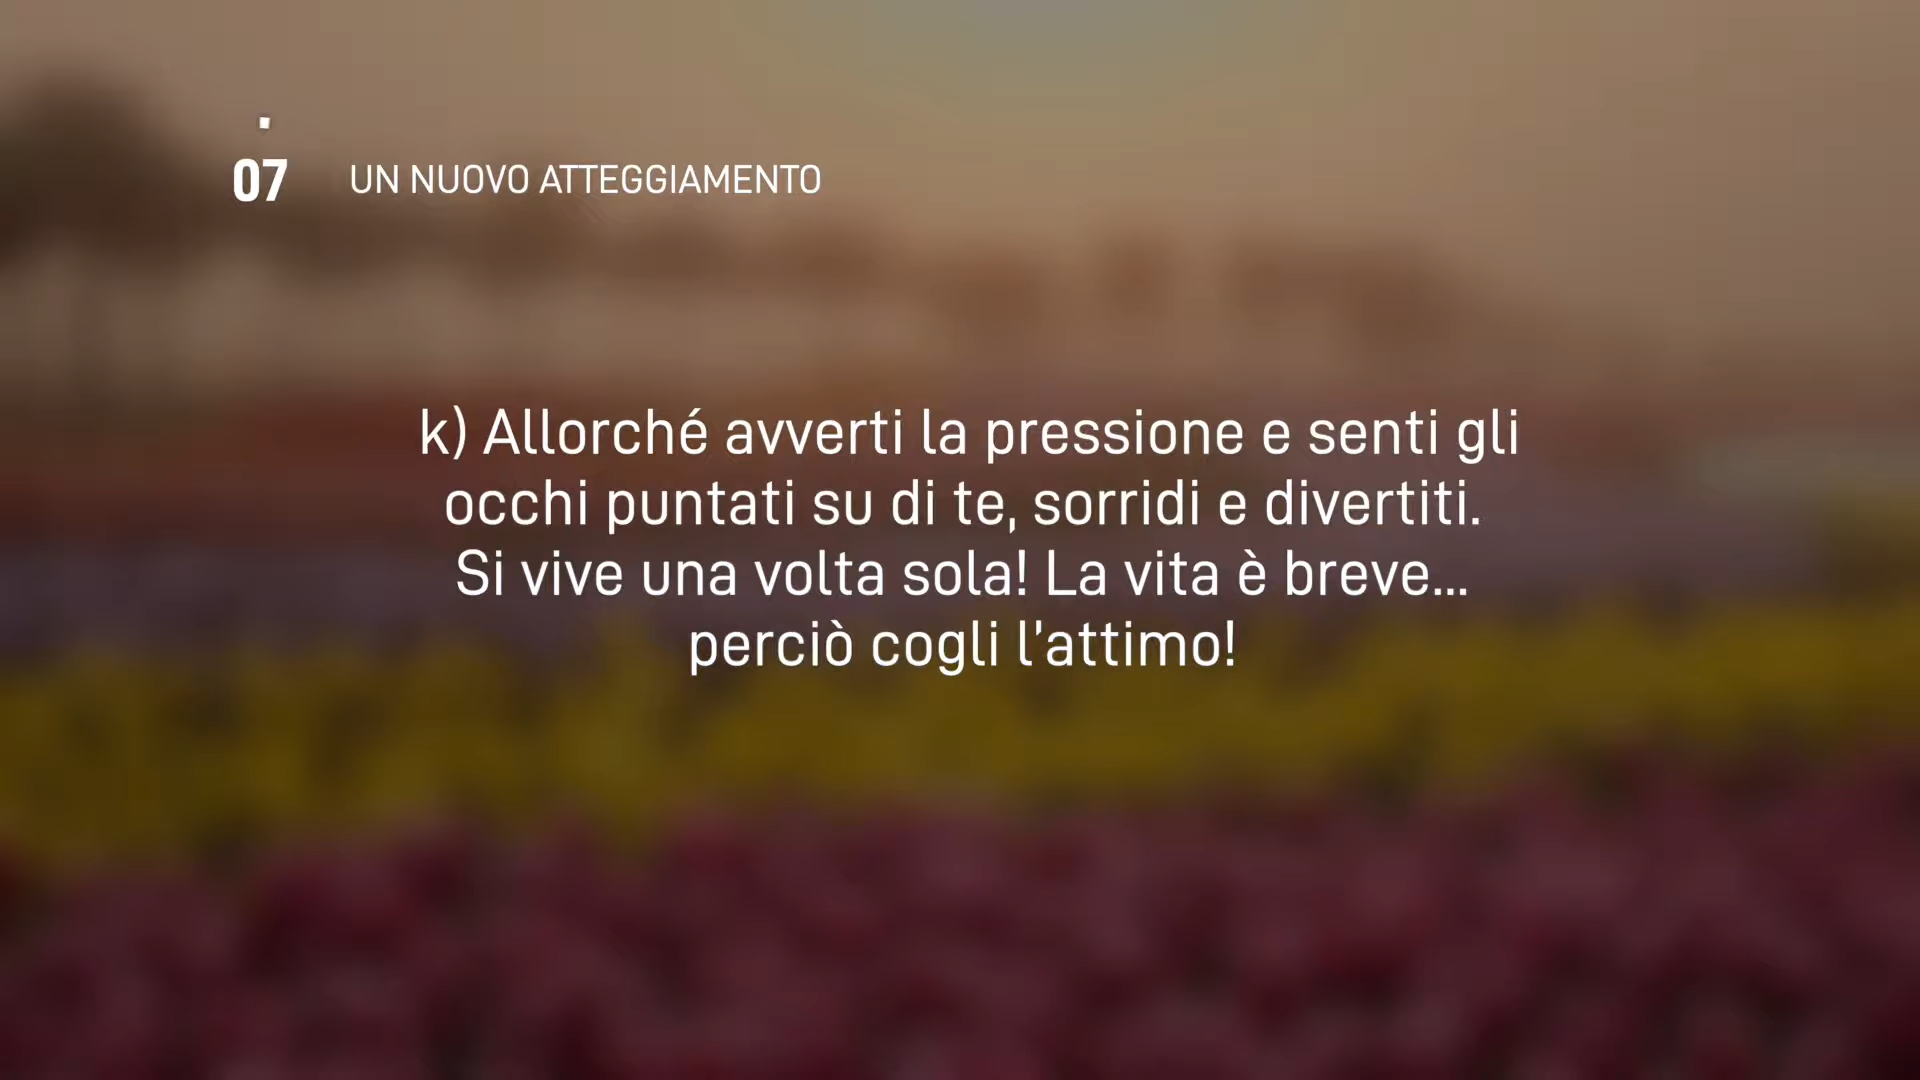 07 UN NUOVO ATTEGGIAMENTO
k) Allorché avverti la pressione e senti gli
occhi puntati su di te, sorridi e divertiti.
Si vive una volta sola! La vita è breve...
perciò cogli l'attimo!